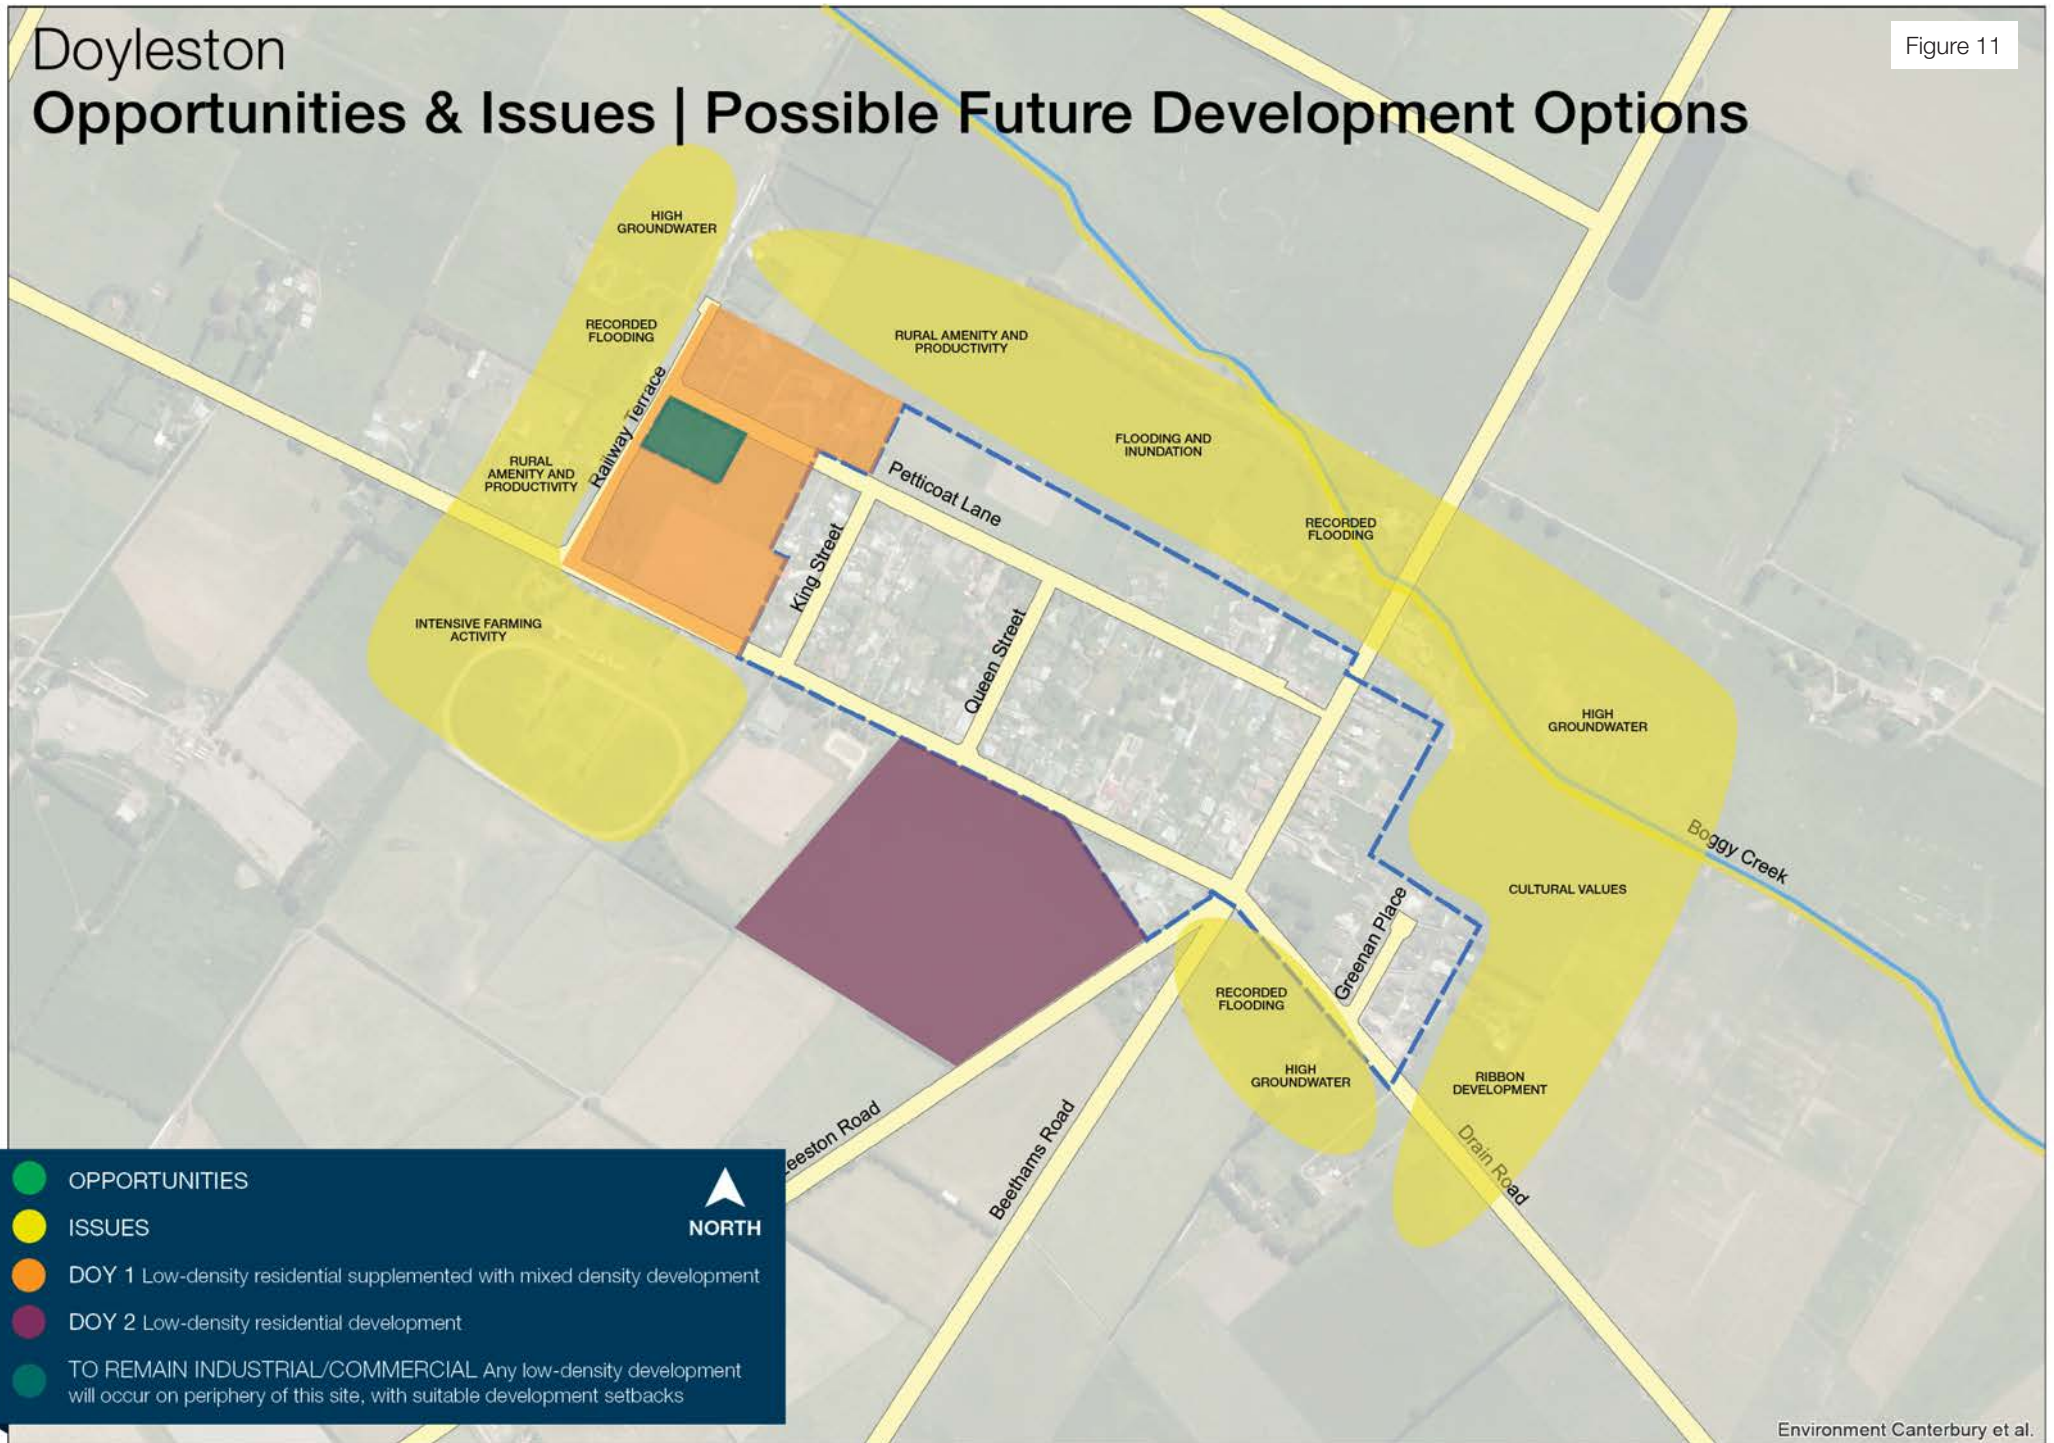 Doyleston
Opportunities & Issues | Possible Future Development Options
Figure 11
HIGH
GROUNDWATER
RECORDED
FLOODING
RURAL AMENITY AND
PRODUCTIVITY
Railway Terrace
RURAL
AMENITY AND
PRODUCTIVITY
FLOODING AND
INUNDATION
Petticoat Lane
RECORDED
FLOODING
King Street
INTENSIVE FARMING
ACTIVITY
Queen Street
HIGH
GROUNDWATER
Boggy Creek
CULTURAL VALUES
Greenan Place
RECORDED
FLOODING
HIGH
GROUNDWATER
RIBBON
DEVELOPMENT
Leeston Road
Beethams Road
Drain Road
OPPORTUNITIES
ISSUES
NORTH
DOY 1 Low-density residential supplemented with mixed density development
DOY 2 Low-density residential development
TO REMAIN INDUSTRIAL/COMMERCIAL Any low-density development
will occur on periphery of this site, with suitable development setbacks
Environment Canterbury et al.